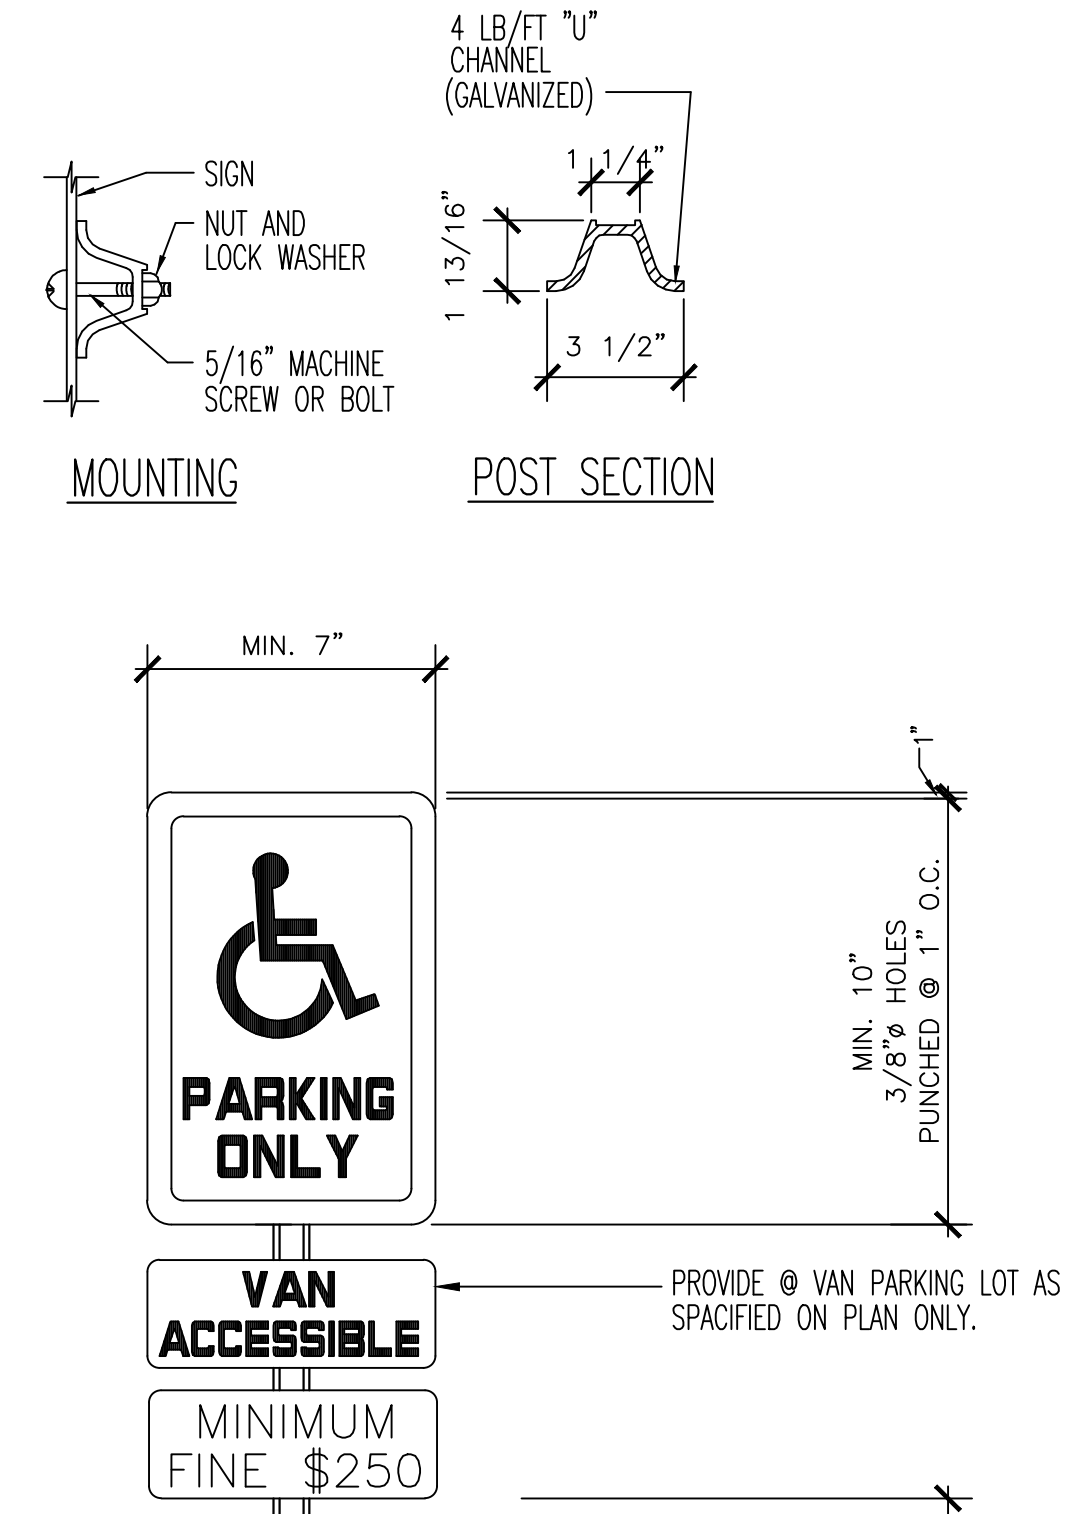 4 LB/FT "U"
CHANNEL
(GALVANIZED)
SIGN
NUT AND
LOCK WASHER
5/16" MACHINE
SCREW OR BOLT
1 1/4"
1 13/16"
3 1/2"
MOUNTING
POST SECTION
MIN. 7"
1"
MIN. 10"
3/8"ø HOLES
PUNCHED @ 1" O.C.
PARKING
ONLY
VAN
ACCESSIBLE
PROVIDE @ VAN PARKING LOT AS
SPACIFIED ON PLAN ONLY.
MINIMUM
FINE $250